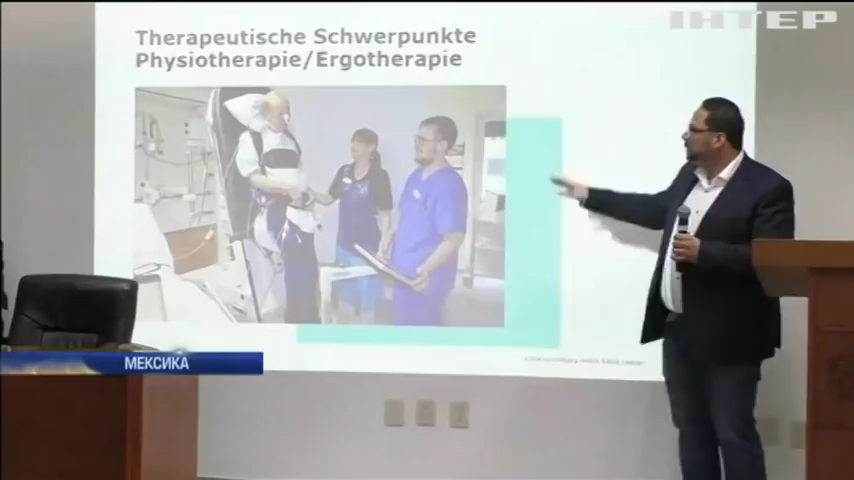 ІНТЕР
Therapeutische Schwerpunkte
Physiotherapie/Ergotherapie
МЕКСИКА